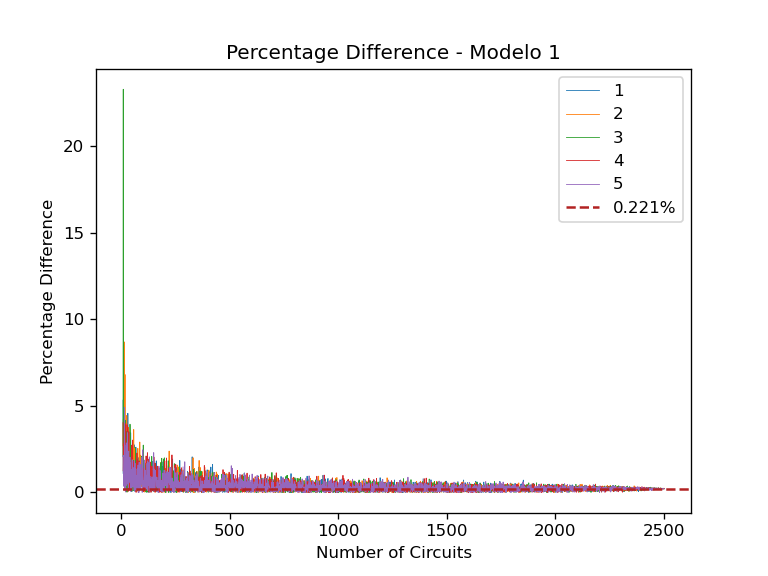 Percentage Difference - Modelo 1
1
2
3
4
5
0.221%
Percentage Difference
20
15
10
5
0
0 500 1000 1500 2000 2500
Number of Circuits